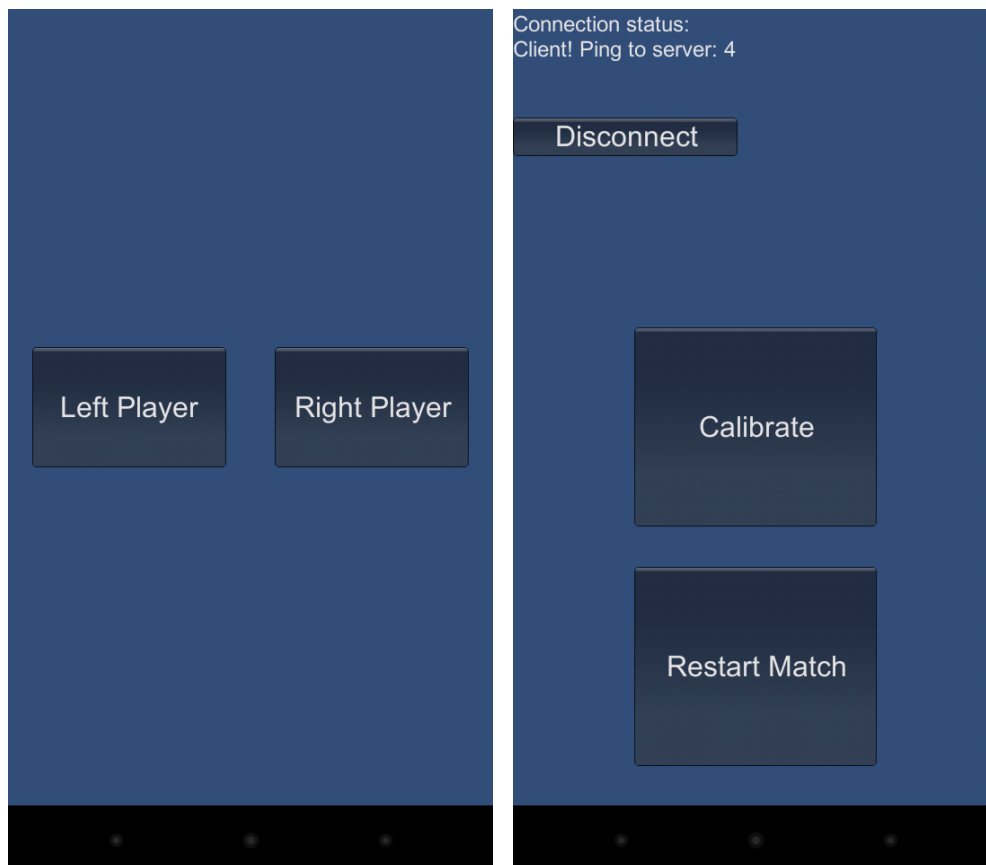 Left Player
Right Player
Connection status:
Client! Ping to server: 4
Disconnect
Calibrate
Restart Match